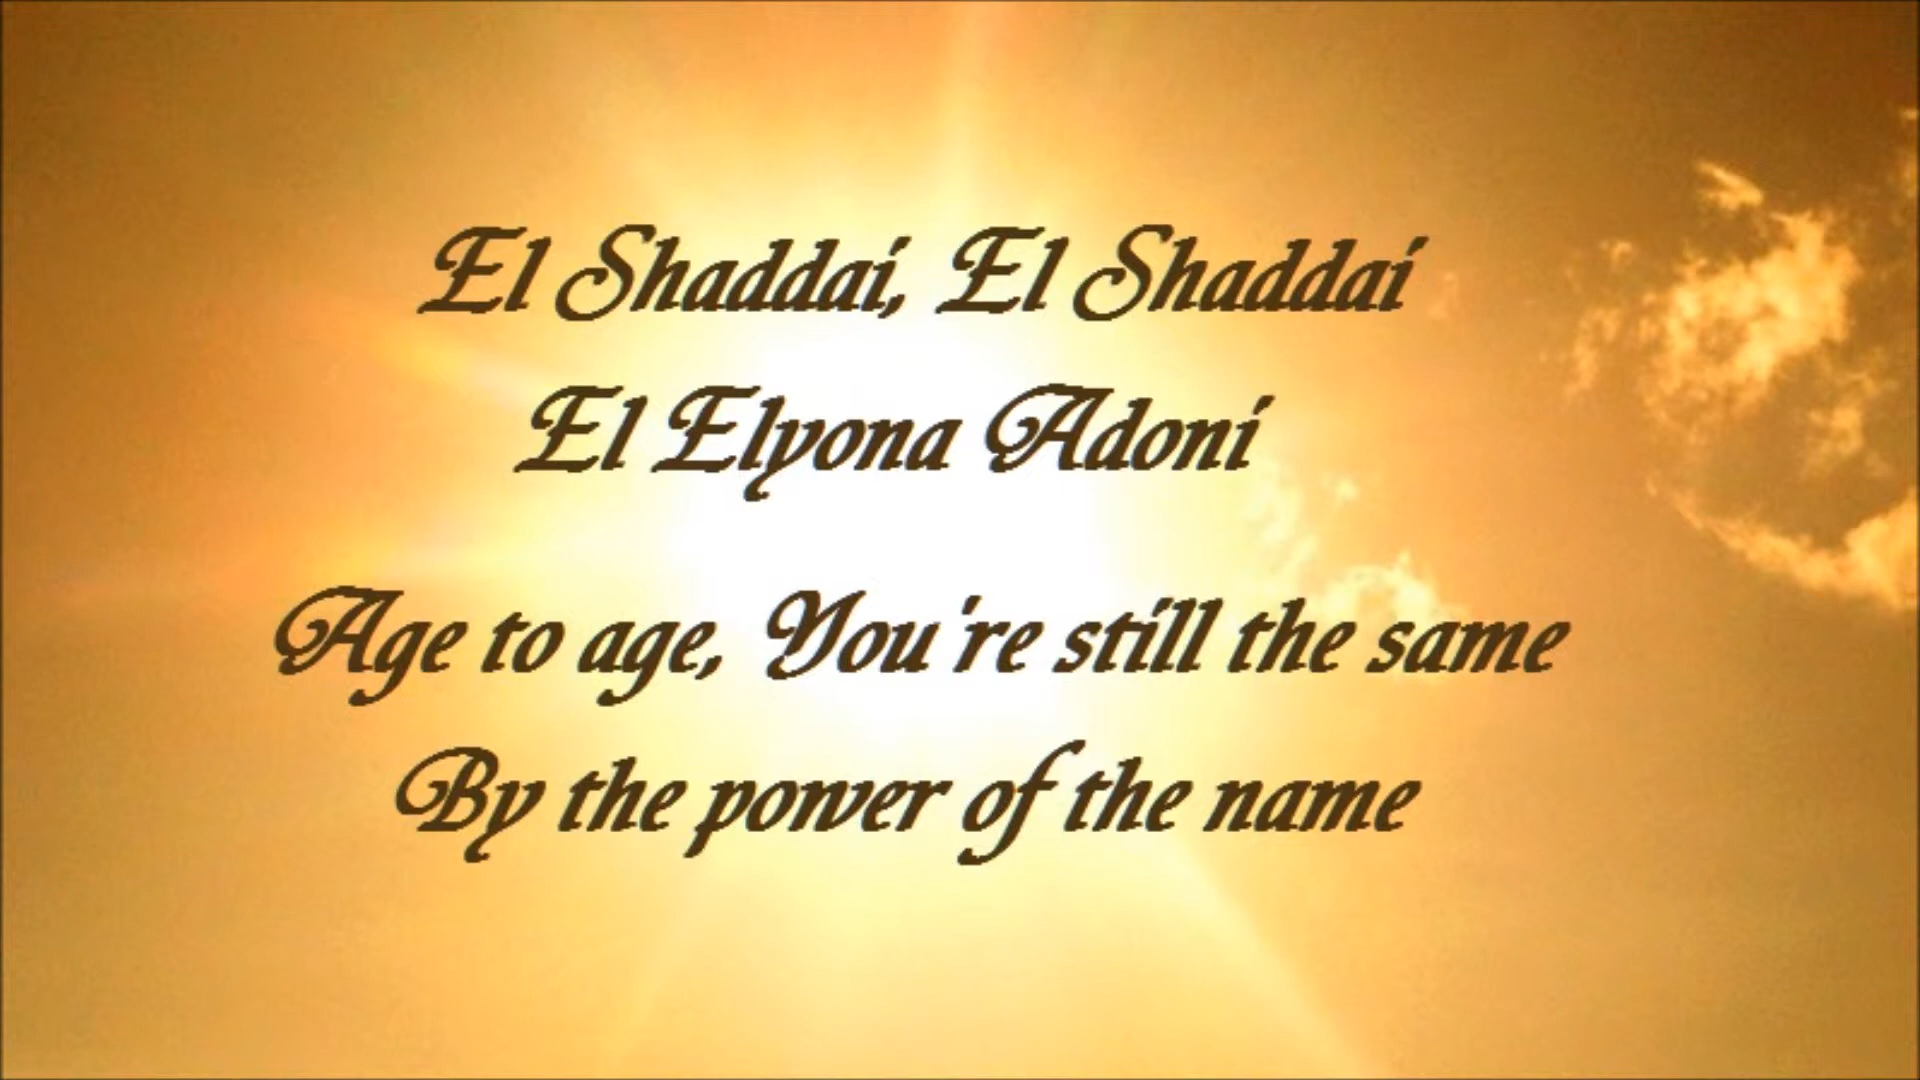 El Shaddai, El Shaddai
El Elyona Adoni
Age to age, You're still the same
By the power of the name